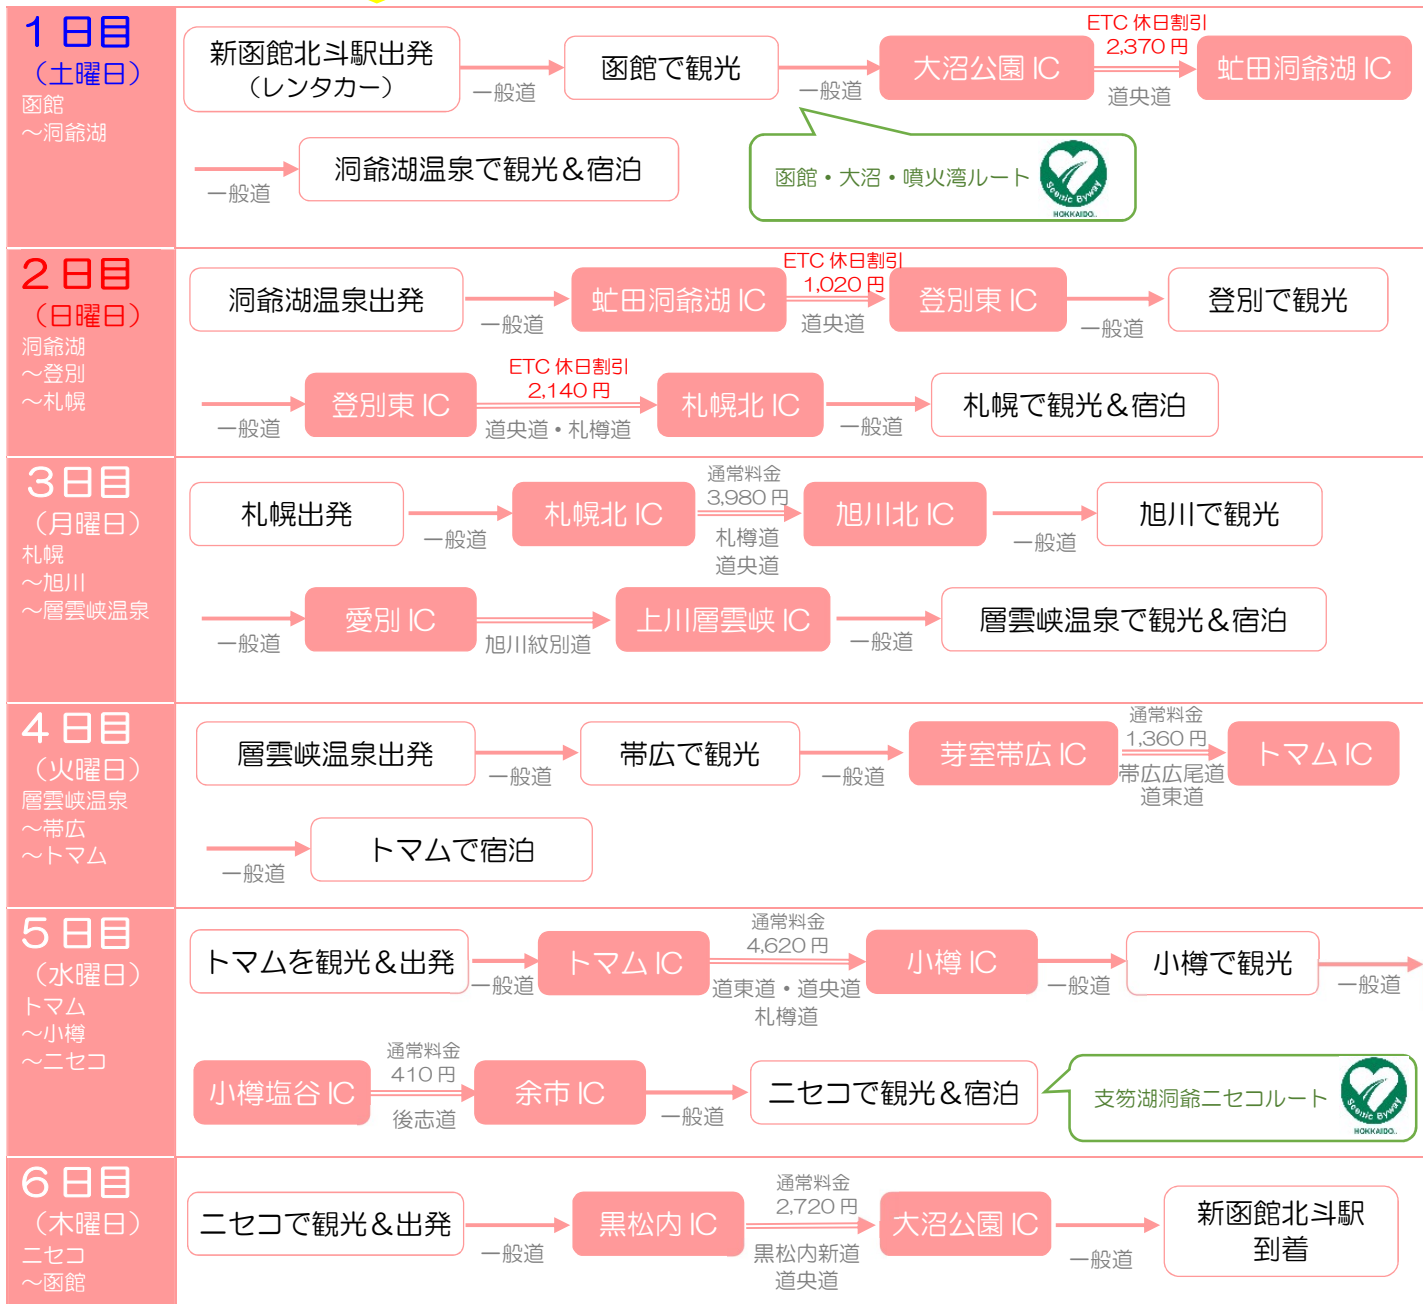 1日目
（土曜日）
函館
～洞爺湖
新函館北斗駅出発
（レンタカー）
一般道
函館で観光
一般道
大沼公園 IC
ETC 休日割引
2,370 円
道央道
虻田洞爺湖 IC
一般道
洞爺湖温泉で観光＆宿泊
函館・大沼・噴火湾ルート
Scenic Byway
HOKKAIDO..
2日目
（日曜日）
洞爺湖
～登別
～札幌
洞爺湖温泉出発
一般道
虻田洞爺湖 IC
ETC 休日割引
1,020 円
道央道
登別東 IC
一般道
登別で観光
一般道
登別東 IC
ETC 休日割引
2,140 円
道央道・札樽道
札幌北 IC
一般道
札幌で観光＆宿泊
3日目
（月曜日）
札幌
～旭川
～層雲峡温泉
札幌出発
一般道
札幌北 IC
通常料金
3,980 円
札樽道
道央道
旭川北 IC
一般道
旭川で観光
一般道
愛別 IC
旭川紋別道
上川層雲峡 IC
一般道
層雲峡温泉で観光＆宿泊
4日目
（火曜日）
層雲峡温泉
～帯広
～トマム
層雲峡温泉出発
一般道
帯広で観光
一般道
芽室帯広 IC
通常料金
1,360 円
帯広広尾道
道東道
トマム IC
一般道
トマムで宿泊
5日目
（水曜日）
トマム
～小樽
～ニセコ
トマムを観光＆出発
一般道
トマム IC
通常料金
4,620 円
道東道・道央道
札樽道
小樽 IC
一般道
小樽で観光
一般道
小樽塩谷 IC
通常料金
410 円
後志道
余市 IC
一般道
ニセコで観光＆宿泊
支笏湖洞爺ニセコルート
Scenic Byway
HOKKAIDO..
6日目
（木曜日）
ニセコ
～函館
ニセコで観光＆出発
一般道
黒松内 IC
通常料金
2,720 円
黒松内新道
道央道
大沼公園 IC
一般道
新函館北斗駅
到着